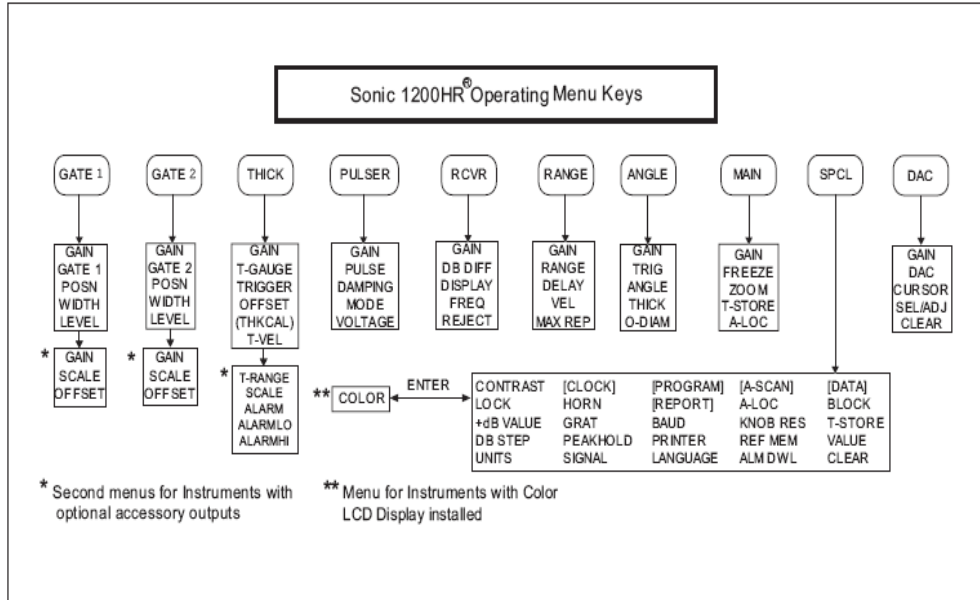 Sonic 1200HR® Operating Menu Keys
GATE 1
GATE 2
THICK
PULSER
RCVR
RANGE
ANGLE
MAIN
SPCL
DAC
GAIN
GATE 1
POSN
WIDTH
LEVEL
GAIN
GATE 2
POSN
WIDTH
LEVEL
GAIN
T-GAUGE
TRIGGER
OFFSET
(THKCAL)
T-VEL
GAIN
PULSE
DAMPING
MODE
VOLTAGE
GAIN
DB DIFF
DISPLAY
FREQ
REJECT
GAIN
RANGE
DELAY
VEL
MAX REP
GAIN
TRIG
ANGLE
THICK
O-DIAM
GAIN
FREEZE
ZOOM
T-STORE
A-LOC
GAIN
DAC
CURSOR
SEL/ADJ
CLEAR
* GAIN
SCALE
OFFSET
* GAIN
SCALE
OFFSET
* T-RANGE
SCALE
ALARM
ALARMLO
ALARMHI
** COLOR
ENTER
CONTRAST [CLOCK] [PROGRAM] [A-SCAN] [DATA]
LOCK HORN [REPORT] A-LOC BLOCK
+dB VALUE GRAT BAUD KNOB RES T-STORE
DB STEP PEAKHOLD PRINTER REF MEM VALUE
UNITS SIGNAL LANGUAGE ALM DWL CLEAR
* Second menus for Instruments with
optional accessory outputs
** Menu for Instruments with Color
LCD Display installed